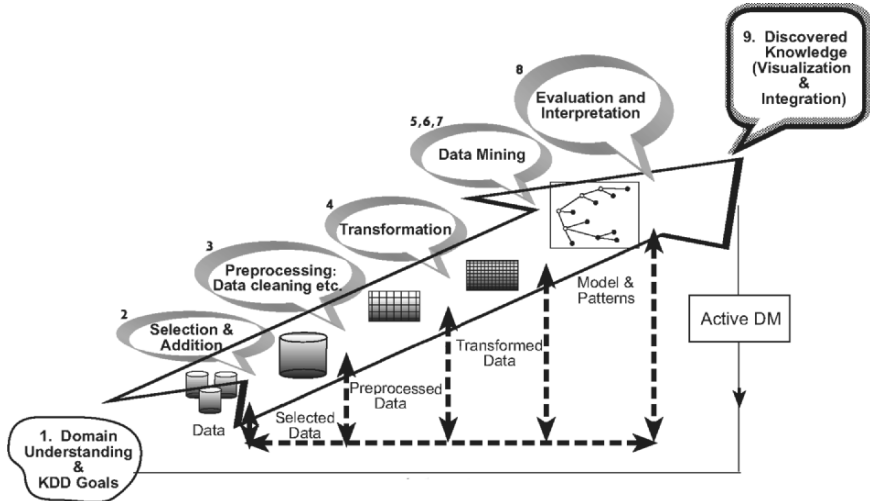 9. Discovered
Knowledge
(Visualization
&
Integration)
8
Evaluation and
Interpretation
5,6,7
Data Mining
4
Transformation
3
Preprocessing:
Data cleaning etc.
2
Selection &
Addition
Model &
Patterns
Active DM
Transformed
Data
Preprocessed
Data
Selected
Data
Data
1. Domain
Understanding
&
KDD Goals